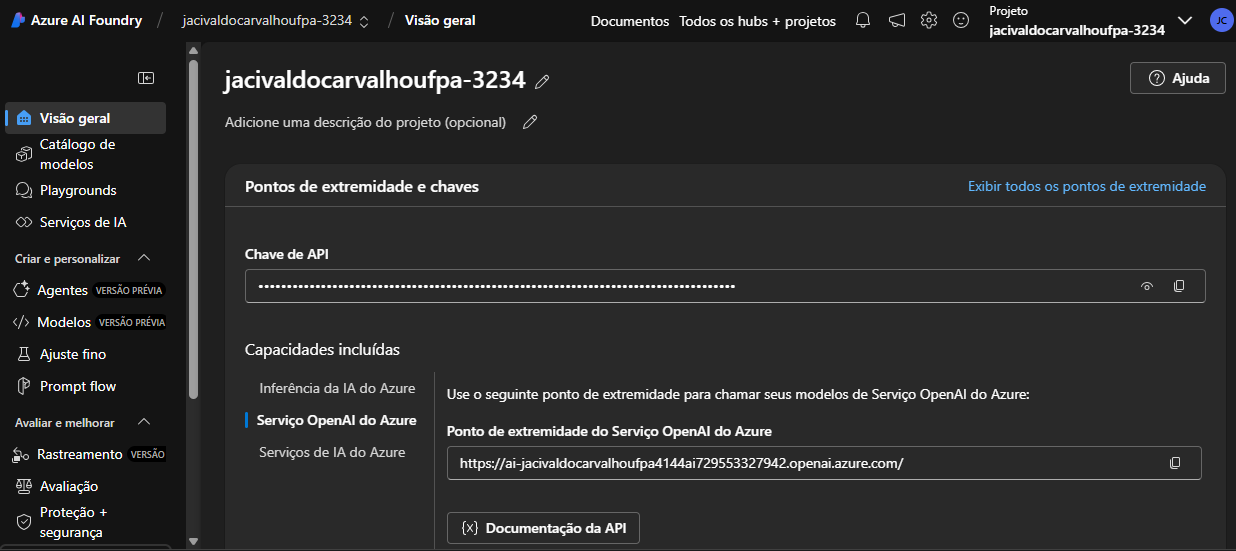 Azure AI Foundry / jacivaldocarvalhoufpa-3234 / Visão geral
Documentos Todos os hubs + projetos
Projeto
jacivaldocarvalhoufpa-3234
JC
Visão geral
Catálogo de
modelos
Playgrounds
Serviços de IA
Criar e personalizar
Agentes VERSÃO PRÉVIA
Modelos VERSÃO PRÉVIA
Ajuste fino
Prompt flow
Avaliar e melhorar
Rastreamento VERSÃO
Avaliação
Proteção +
segurança
jacivaldocarvalhoufpa-3234
Ajuda
Adicione uma descrição do projeto (opcional)
Pontos de extremidade e chaves
Exibir todos os pontos de extremidade
Chave de API
••••••••••••••••••••••••••••••••••••••••••••••••••••••••••••••••••••••••••••••••••••
Capacidades incluídas
Inferência da IA do Azure
Serviço OpenAI do Azure
Serviços de IA do Azure
Use o seguinte ponto de extremidade para chamar seus modelos de Serviço OpenAI do Azure:
Ponto de extremidade do Serviço OpenAI do Azure
https://ai-jacivaldocarvalhoufpa4144ai729553327942.openai.azure.com/
{x} Documentação da API